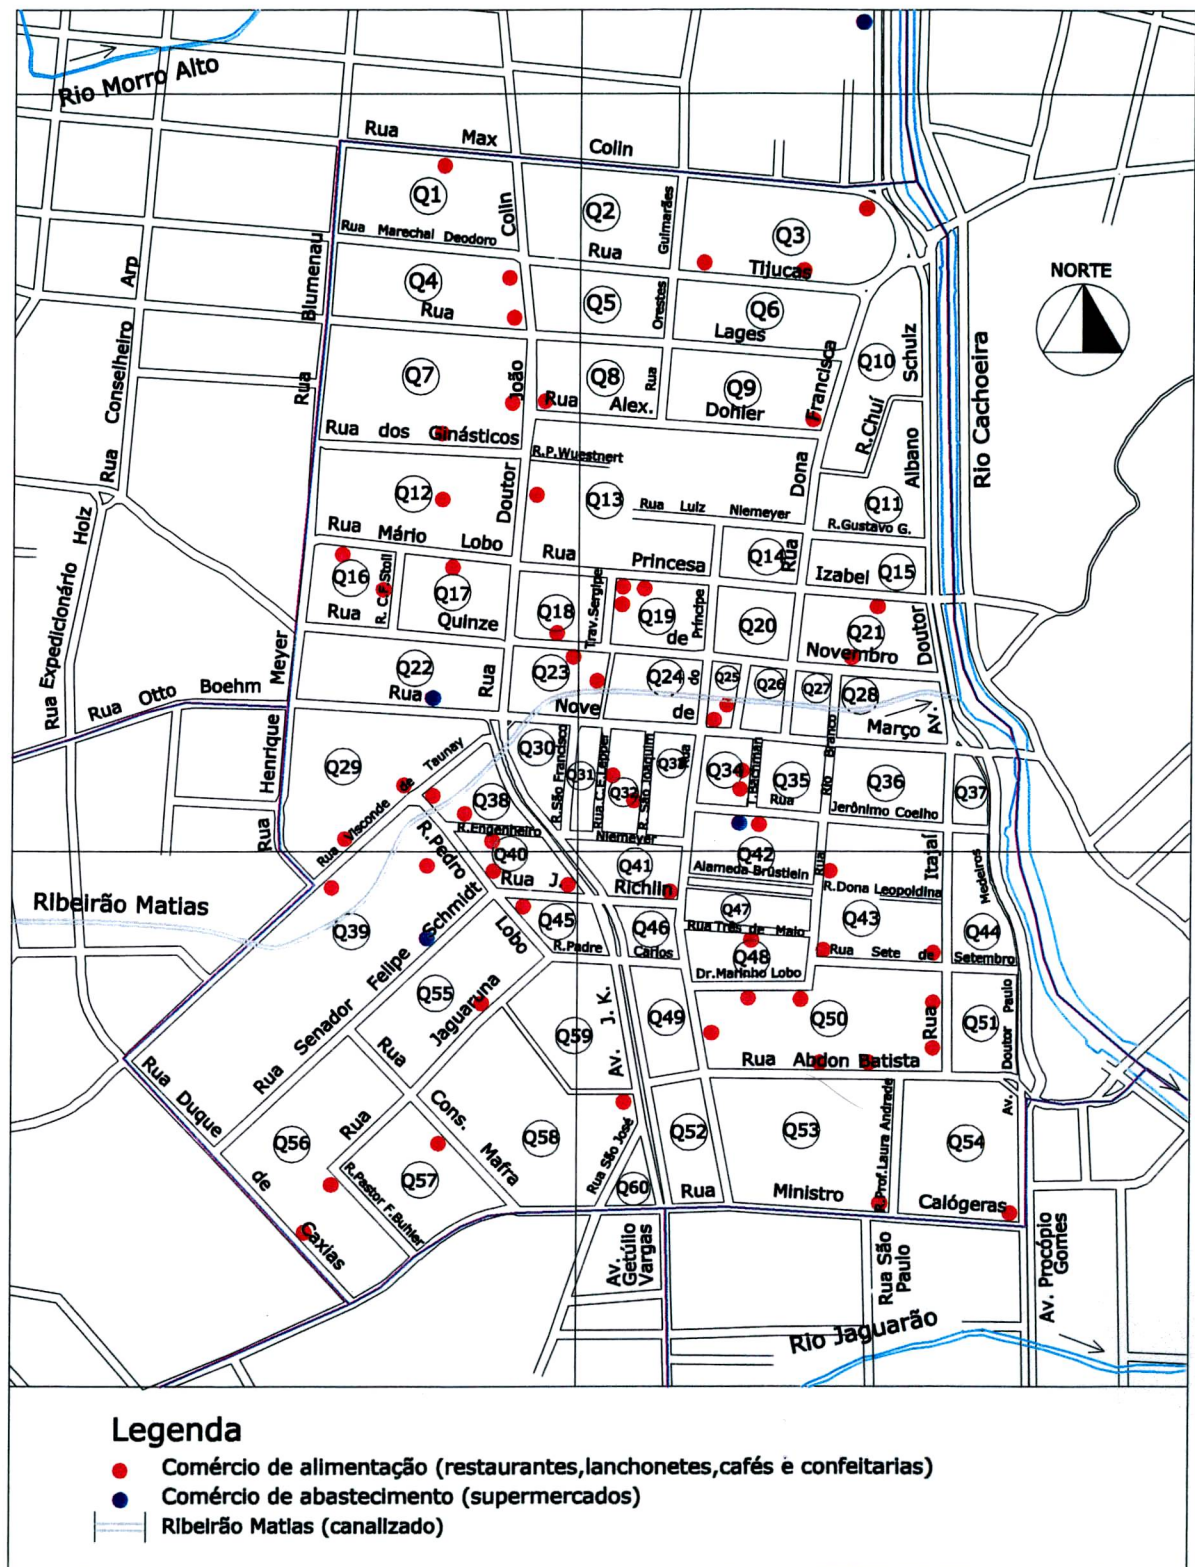 Rio Morro Alto
Rua Max Colin
Q1
Q2
Q3
Rua Marechal Deodoro
Colin
Rua
Guimarães
Tijucas
NORTE
Arp
Blumenau
Q4
Rua
Q5
Orestes
Q6
Lages
Conselheiro
Rua
Q7
João
Q8
Rua Alex.
Rua
Q9
Dohler
Francisca
Q10
Schulz
Rio Cachoeira
R.Chuí
Rua dos Ginásticos
R.P.Wuestnert
Rua
Doutor
Dona
Albano
Q12
Q13
Rua Luiz Niemeyer
Q11
R.Gustavo G.
Holz
Rua Mário Lobo
Rua Princesa
Q14
Rua
Izabel
Q15
Q16
R. C.F.Stoll
Q17
Q18
Trav.Sergipe
Q19
Príncipe
Q20
Q21
Rua Quinze
de
Novembro
Doutor
Rua Expedicionário
Meyer
Q22
Rua
Rua
Q23
Q24
do
Q25
Q26
Q27
Q28
Rua Otto Boehm
Nove de
Março
Av.
Henrique
Q29
Q30
R.São Francisco
Q31
Rua C.E.Lepper
Q32
R. São Joaquim
Q33
Rua
Q34
T.Bachman
Q35
Rio Branco
Q36
Q37
Rua Jerônimo Coelho
Rua
Rua Visconde de Taunay
Q38
R.Engenheiro
Niemeyer
R.Pedro
Q40
Q41
Q42
Alameda Brüstlein
Rua
Itajaí
Medeiros
Rua J. Richlin
R.Dona Leopoldina
Ribeirão Matias
Q39
Schmidt
Lobo
Q45
Q46
Q47
Rua Três de Maio
Q43
Q44
R.Padre Carlos
Q48
Rua Sete de Setembro
Dr.Marinho Lobo
Felipe
Senador
Rua
Q55
Jaguaruna
Rua
Q59
Av. J. K.
Q49
Q50
Rua
Q51
Doutor Paulo
Rua Abdon Batista
Av.
Rua Duque
Rua
Cons.
Mafra
Q56
Q57
Q58
Rua São José
Q52
Q53
R.Prof.Laura Andrade
Q54
de
R.Pastor F.Buhler
Q60
Rua Ministro Calógeras
Caxias
Av. Getúlio Vargas
Rua São Paulo
Av. Procópio Gomes
Rio Jaguarão
Legenda
Comércio de alimentação (restaurantes,lanchonetes,cafés e confeitarias)
Comércio de abastecimento (supermercados)
Ribeirão Matias (canalizado)